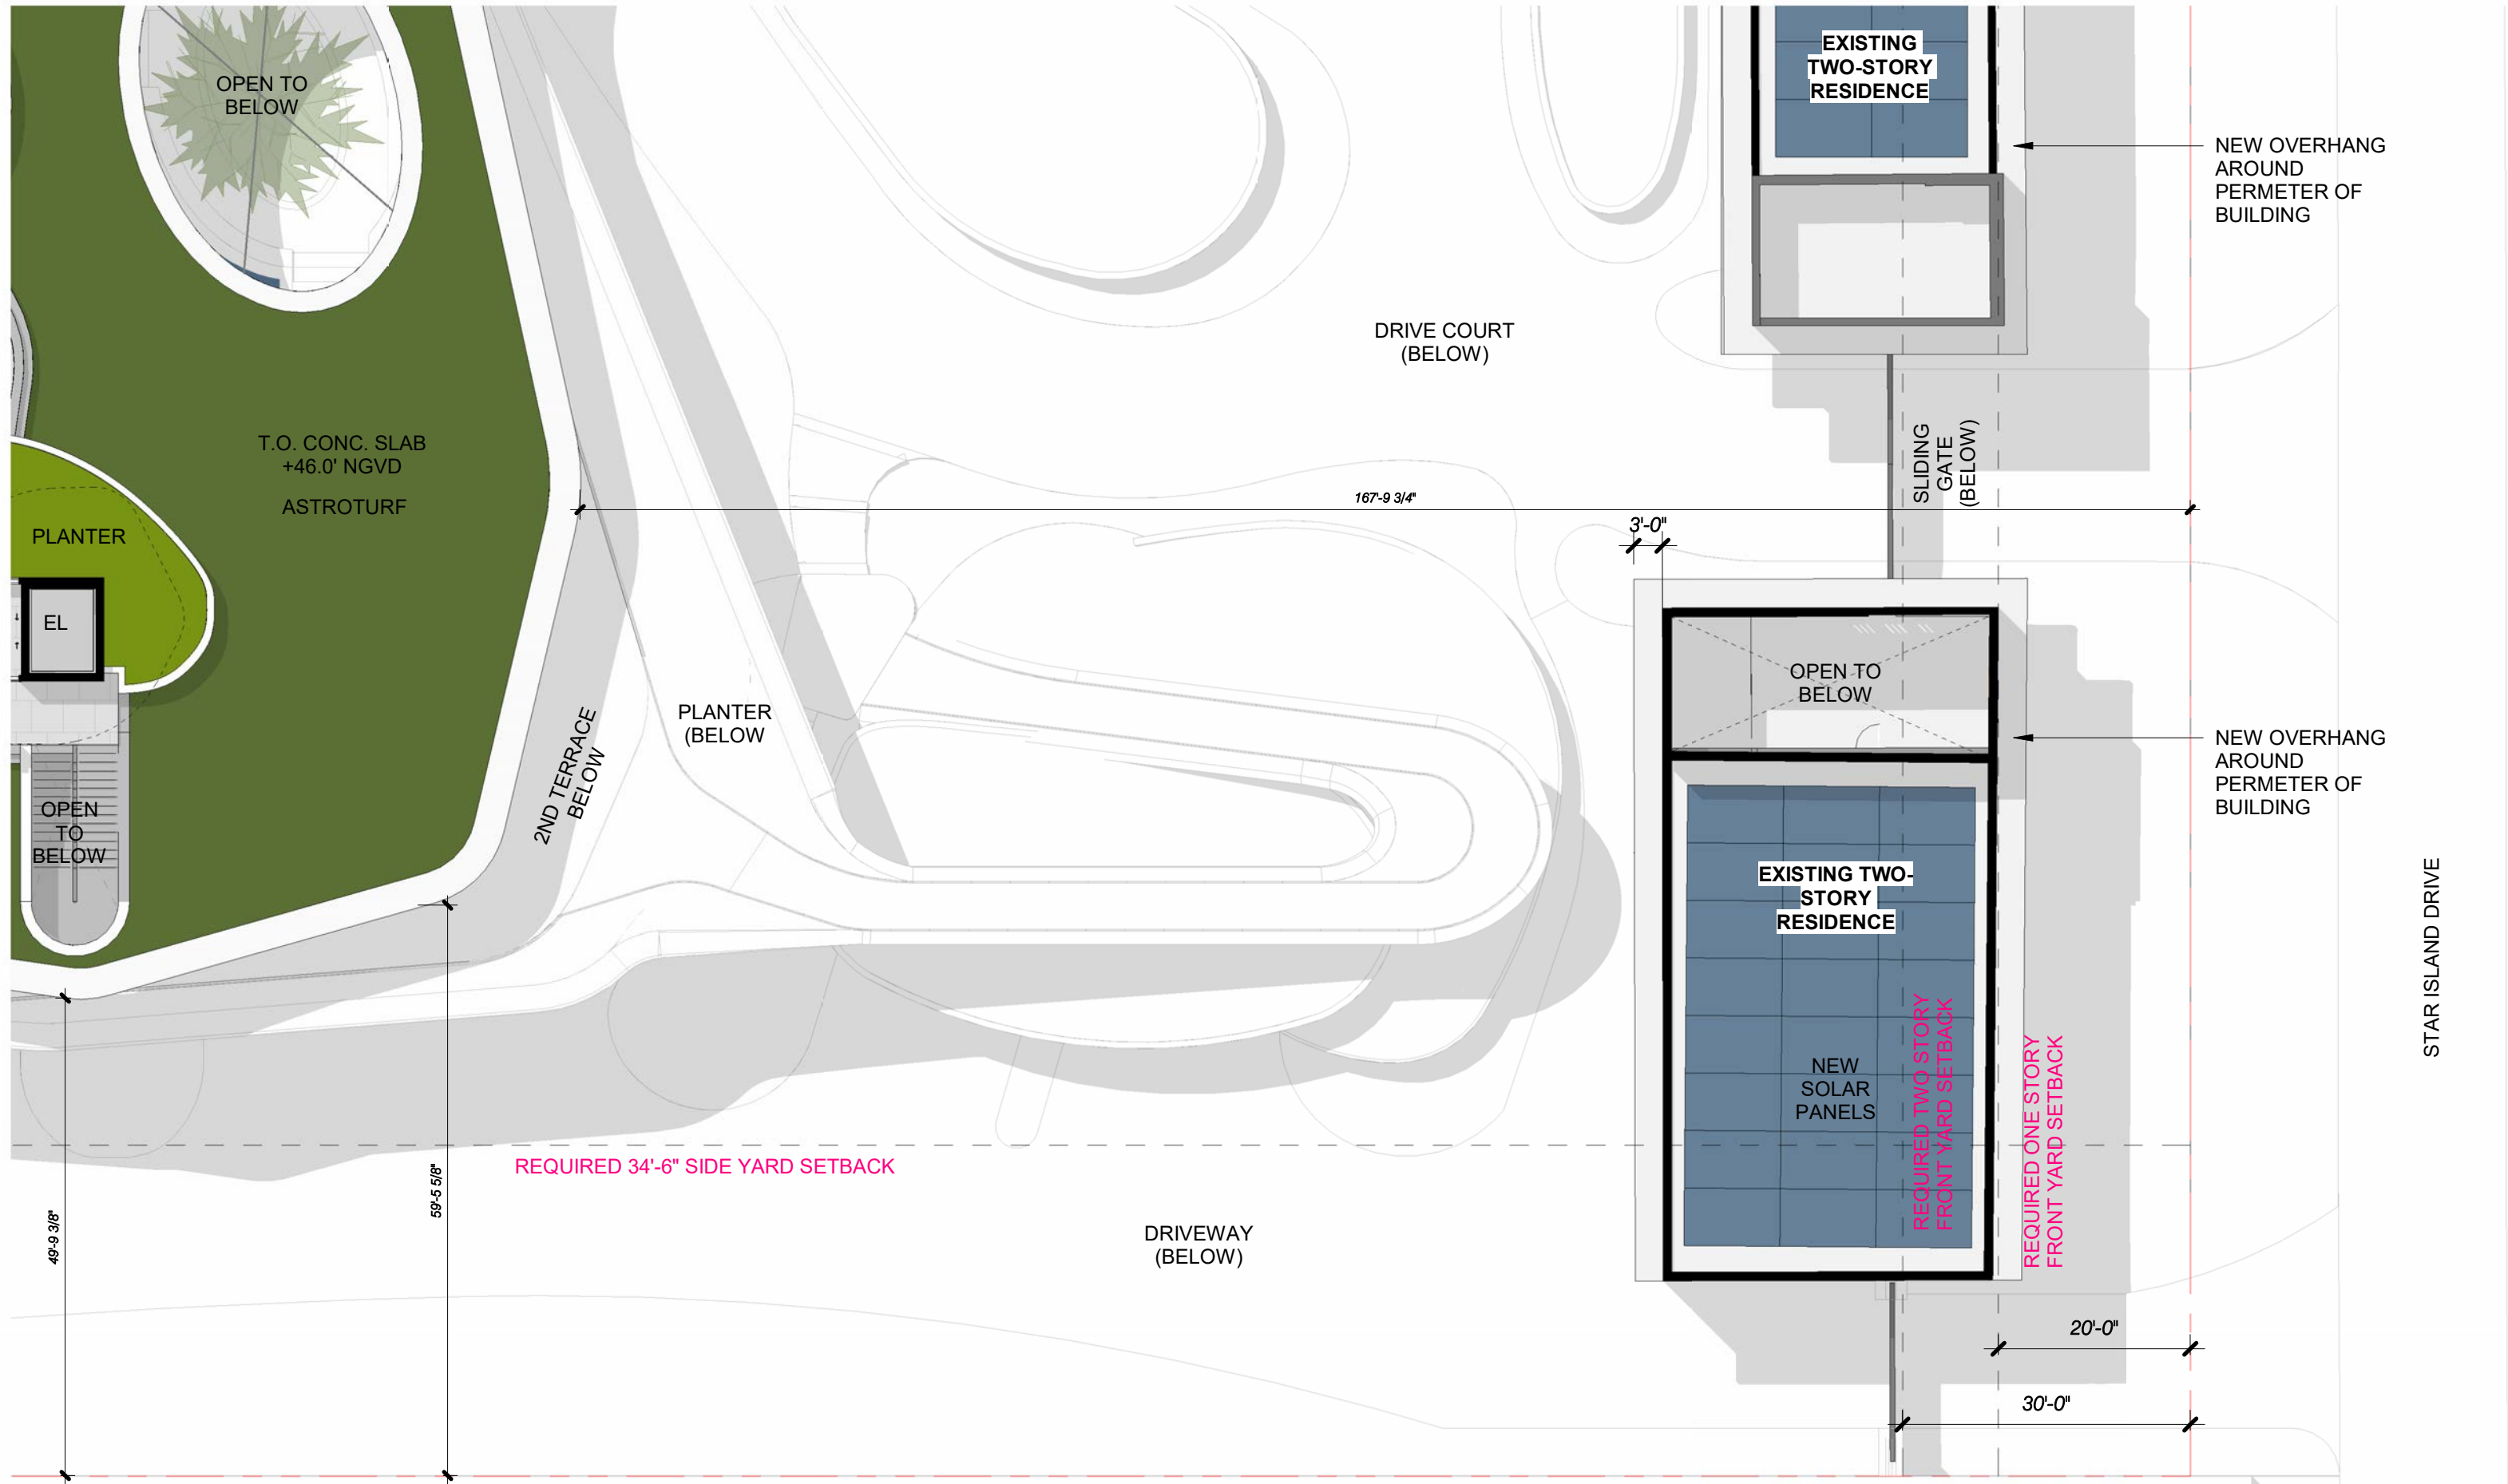 OPEN TO
BELOW
EXISTING
TWO-STORY
RESIDENCE
NEW OVERHANG
AROUND
PERMETER OF
BUILDING
DRIVE COURT
(BELOW)
T.O. CONC. SLAB
+46.0' NGVD
ASTROTURF
SLIDING
GATE
(BELOW)
167'-9 3/4"
3'-0"
PLANTER
EL
OPEN TO
BELOW
PLANTER
(BELOW
2ND TERRACE
BELOW
NEW OVERHANG
AROUND
PERMETER OF
BUILDING
OPEN
TO
BELOW
EXISTING TWO-
STORY
RESIDENCE
STAR ISLAND DRIVE
NEW
SOLAR
PANELS
REQUIRED TWO STORY
FRONT YARD SETBACK
REQUIRED ONE STORY
FRONT YARD SETBACK
REQUIRED 34'-6" SIDE YARD SETBACK
59'-5 5/8"
49'-9 3/8"
DRIVEWAY
(BELOW)
20'-0"
30'-0"